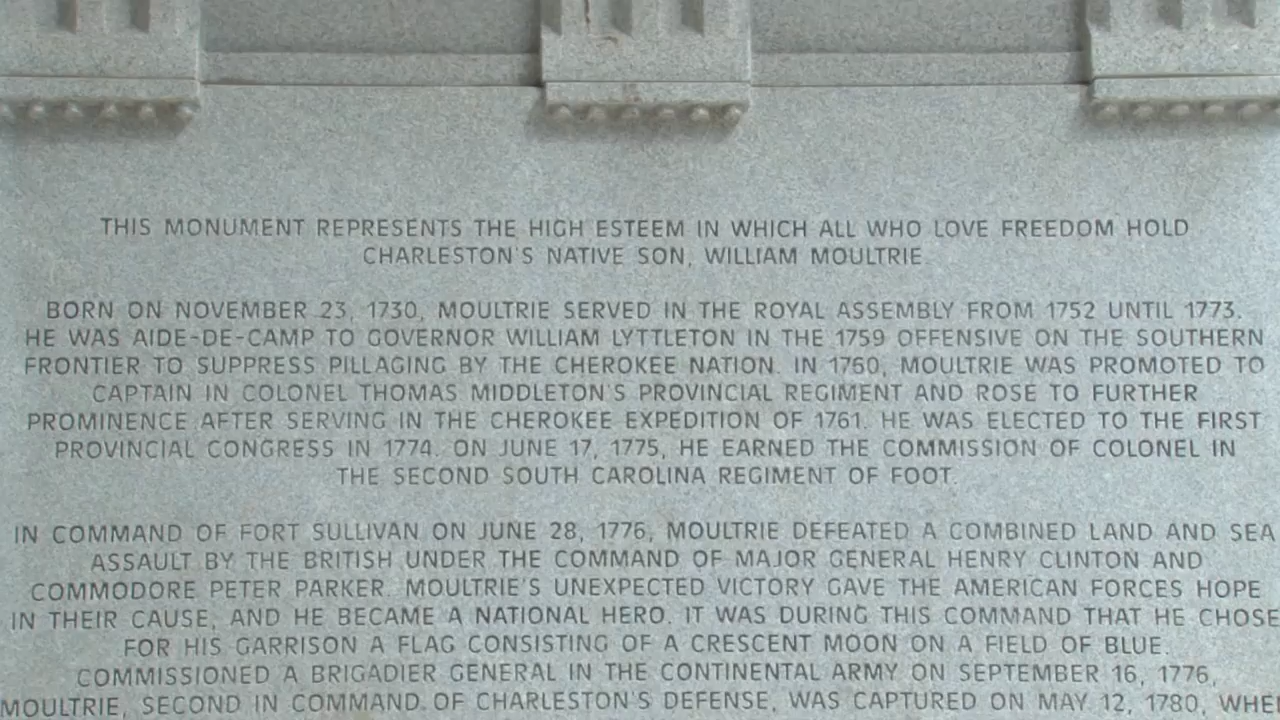 THIS MONUMENT REPRESENTS THE HIGH ESTEEM IN WHICH ALL WHO LOVE FREEDOM HOLD
CHARLESTON'S NATIVE SON, WILLIAM MOULTRIE.
BORN ON NOVEMBER 23, 1730, MOULTRIE SERVED IN THE ROYAL ASSEMBLY FROM 1752 UNTIL 1773.
HE WAS AIDE-DE-CAMP TO GOVERNOR WILLIAM LYTTLETON IN THE 1759 OFFENSIVE ON THE SOUTHERN
FRONTIER TO SUPPRESS PILLAGING BY THE CHEROKEE NATION. IN 1760, MOULTRIE WAS PROMOTED TO
CAPTAIN IN COLONEL THOMAS MIDDLETON'S PROVINCIAL REGIMENT AND ROSE TO FURTHER
PROMINENCE AFTER SERVING IN THE CHEROKEE EXPEDITION OF 1761. HE WAS ELECTED TO THE FIRST
PROVINCIAL CONGRESS IN 1774. ON JUNE 17, 1775, HE EARNED THE COMMISSION OF COLONEL IN
THE SECOND SOUTH CAROLINA REGIMENT OF FOOT.
IN COMMAND OF FORT SULLIVAN ON JUNE 28, 1776, MOULTRIE DEFEATED A COMBINED LAND AND SEA
ASSAULT BY THE BRITISH UNDER THE COMMAND OF MAJOR GENERAL HENRY CLINTON AND
COMMODORE PETER PARKER. MOULTRIE'S UNEXPECTED VICTORY GAVE THE AMERICAN FORCES HOPE
IN THEIR CAUSE, AND HE BECAME A NATIONAL HERO. IT WAS DURING THIS COMMAND THAT HE CHOSE
FOR HIS GARRISON A FLAG CONSISTING OF A CRESCENT MOON ON A FIELD OF BLUE.
COMMISSIONED A BRIGADIER GENERAL IN THE CONTINENTAL ARMY ON SEPTEMBER 16, 1776,
MOULTRIE, SECOND IN COMMAND OF CHARLESTON'S DEFENSE, WAS CAPTURED ON MAY 12, 1780,